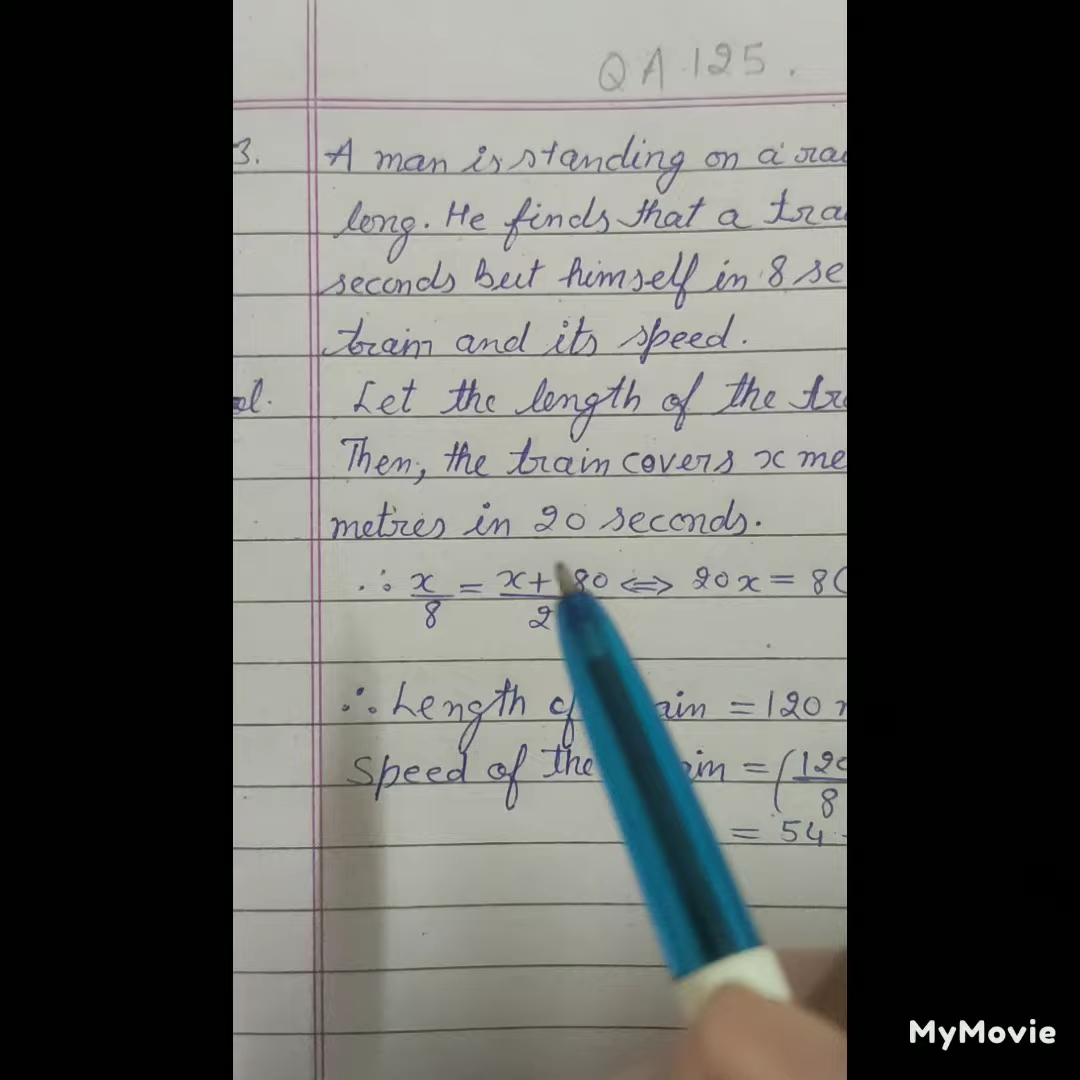 QA.125.
3. A man is standing on a
long. He finds that a
seconds but himself in 8
train and its speed.
Let the length of the
Then, the train covers x
metres in 20 seconds.
∴ x/8 = x+ 80 ⇔ 20x = 8(
∴ Length = 120
Speed of the = (
8
= 54
MyMovie